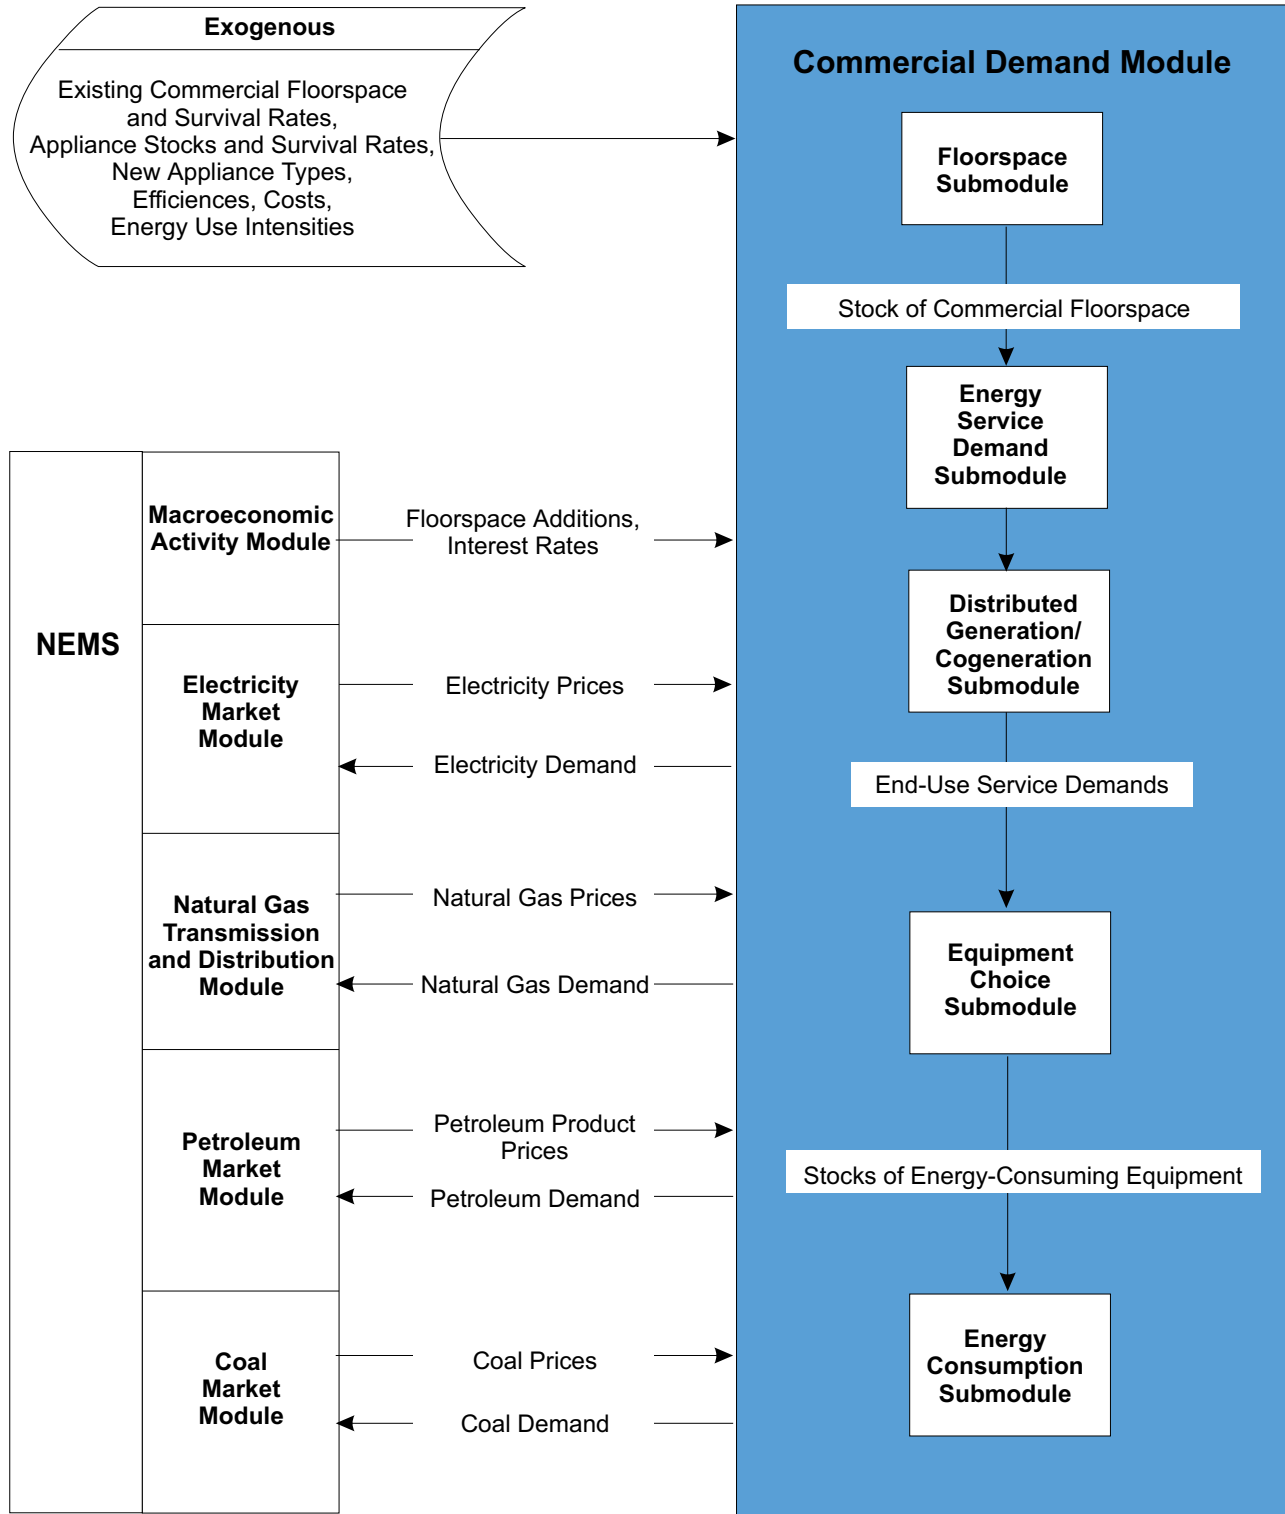 Exogenous
Existing Commercial Floorspace
and Survival Rates,
Appliance Stocks and Survival Rates,
New Appliance Types,
Efficiences, Costs,
Energy Use Intensities
NEMS
Macroeconomic
Activity Module
Floorspace Additions,
Interest Rates
Electricity
Market
Module
Electricity Prices
Electricity Demand
Natural Gas
Transmission
and Distribution
Module
Natural Gas Prices
Natural Gas Demand
Petroleum
Market
Module
Petroleum Product
Prices
Petroleum Demand
Coal
Market
Module
Coal Prices
Coal Demand
Commercial Demand Module
Floorspace
Submodule
Stock of Commercial Floorspace
Energy
Service
Demand
Submodule
Distributed
Generation/
Cogeneration
Submodule
End-Use Service Demands
Equipment
Choice
Submodule
Stocks of Energy-Consuming Equipment
Energy
Consumption
Submodule